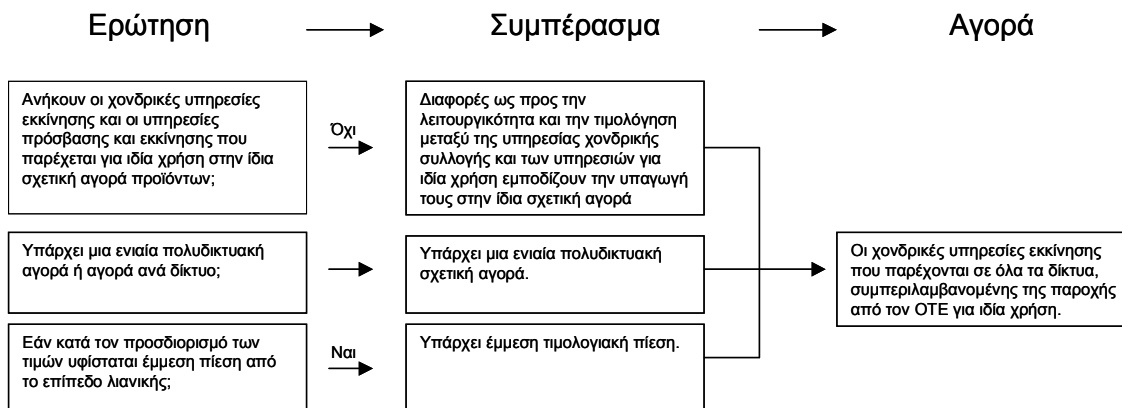 Ερώτηση
Συμπέρασμα
Αγορά
Ανήκουν οι χονδρικές υπηρεσίες
εκκίνησης και οι υπηρεσίες
πρόσβασης και εκκίνησης που
παρέχεται για ιδία χρήση στην ίδια
σχετική αγορά προϊόντων;
Όχι
Διαφορές ως προς την
λειτουργικότητα και την τιμολόγηση
μεταξύ της υπηρεσίας χονδρικής
συλλογής και των υπηρεσιών για
ιδία χρήση εμποδίζουν την υπαγωγή
τους στην ίδια σχετική αγορά
Υπάρχει μια ενιαία πολυδικτυακή
αγορά ή αγορά ανά δίκτυο;
Υπάρχει μια ενιαία πολυδικτυακή
σχετική αγορά.
Οι χονδρικές υπηρεσίες εκκίνησης
που παρέχονται σε όλα τα δίκτυα,
συμπεριλαμβανομένης της παροχής
από τον ΟΤΕ για ιδία χρήση.
Εάν κατά τον προσδιορισμό των
τιμών υφίσταται έμμεση πίεση από
το επίπεδο λιανικής;
Ναι
Υπάρχει έμμεση τιμολογιακή πίεση.